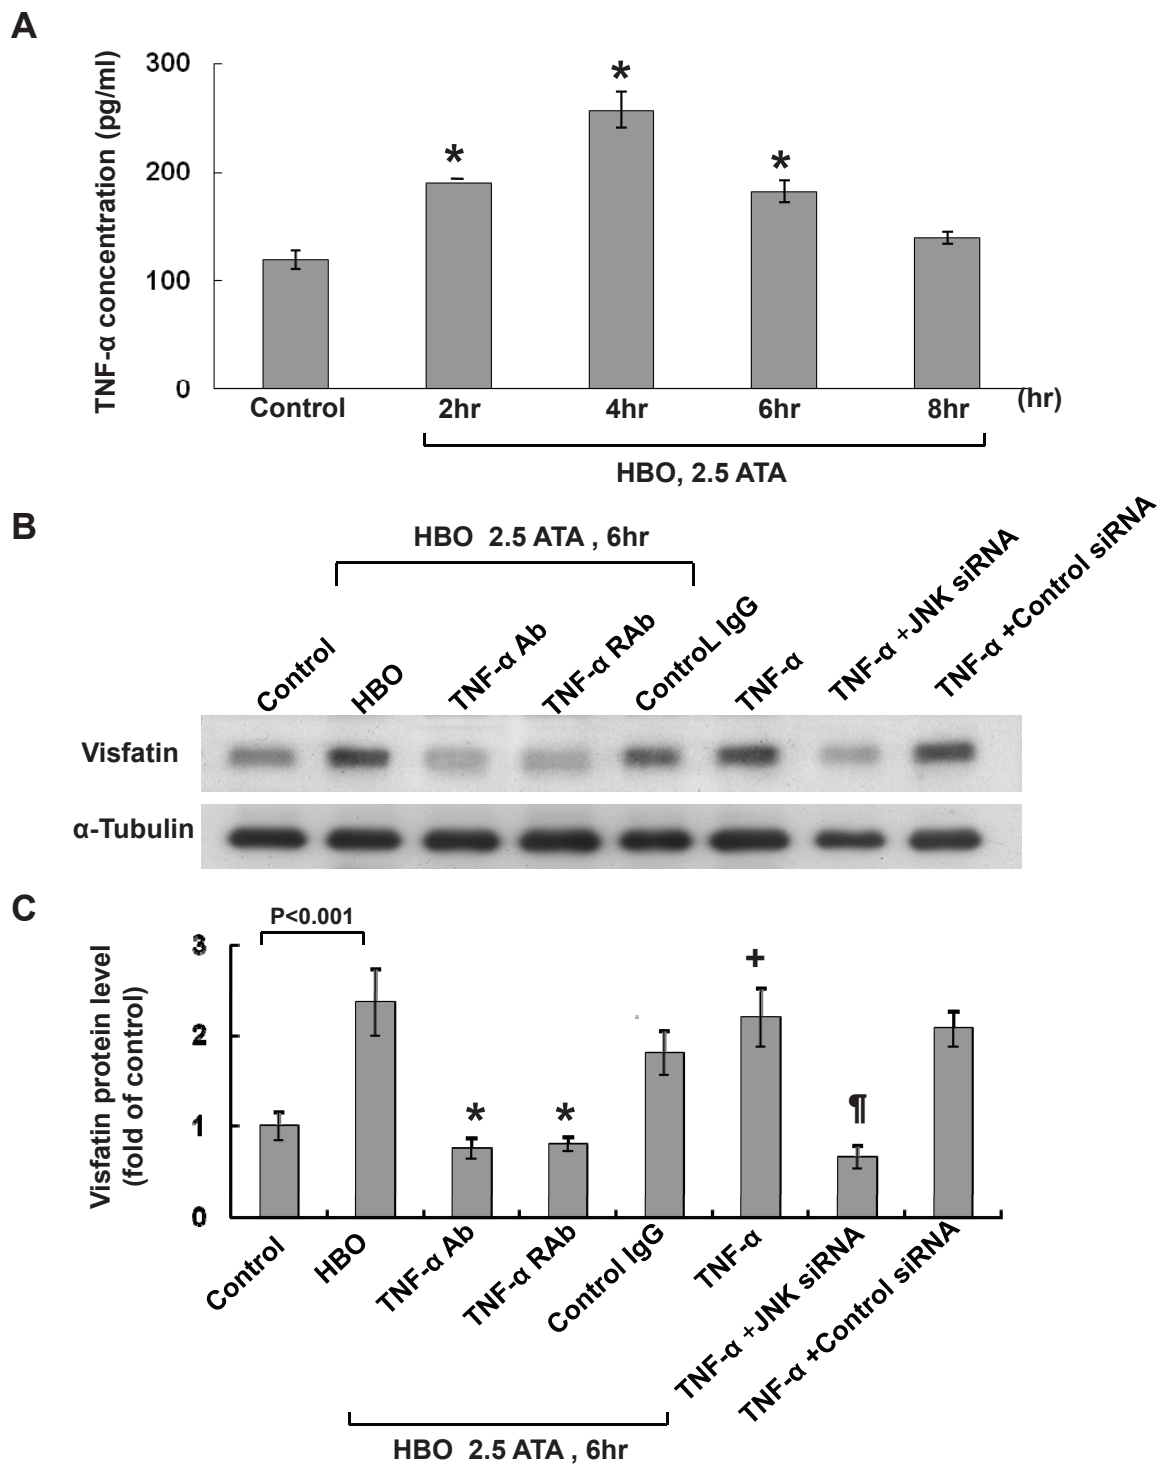 A
TNF-α concentration (pg/ml)
300
200
100
0
*
*
*
Control 2hr 4hr 6hr 8hr (hr)
HBO, 2.5 ATA
B
HBO 2.5 ATA , 6hr
Control
HBO
TNF-α Ab
TNF-α RAb
ControL IgG
TNF-α
TNF-α +JNK siRNA
TNF-α +Control siRNA
Visfatin
α-Tubulin
C
P<0.001
Visfatin protein level
(fold of control)
3
2
1
0
*
*
+
¶
Control
HBO
TNF-α Ab
TNF-α RAb
Control IgG
TNF-α
TNF-α +JNK siRNA
TNF-α +Control siRNA
HBO 2.5 ATA , 6hr